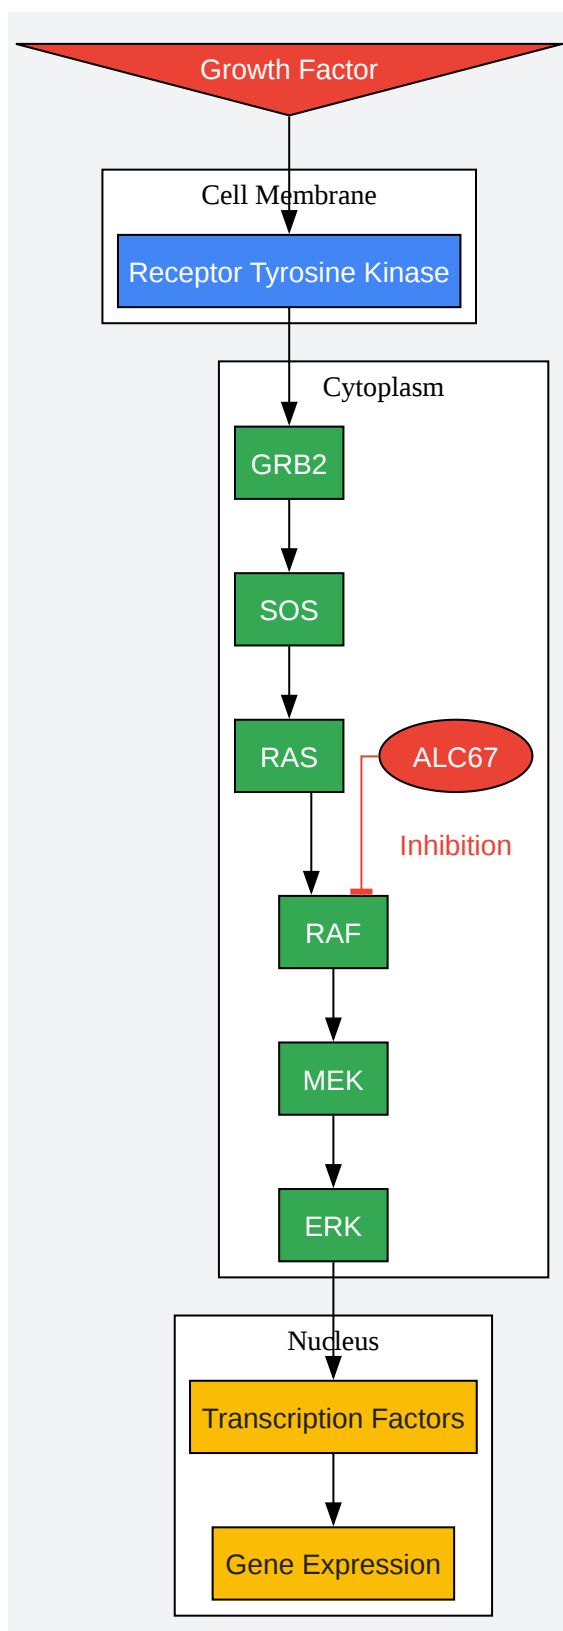 Growth Factor
Cell Membrane
Receptor Tyrosine Kinase
Cytoplasm
GRB2
SOS
RAS
ALC67
Inhibition
RAF
MEK
ERK
Nucleus
Transcription Factors
Gene Expression